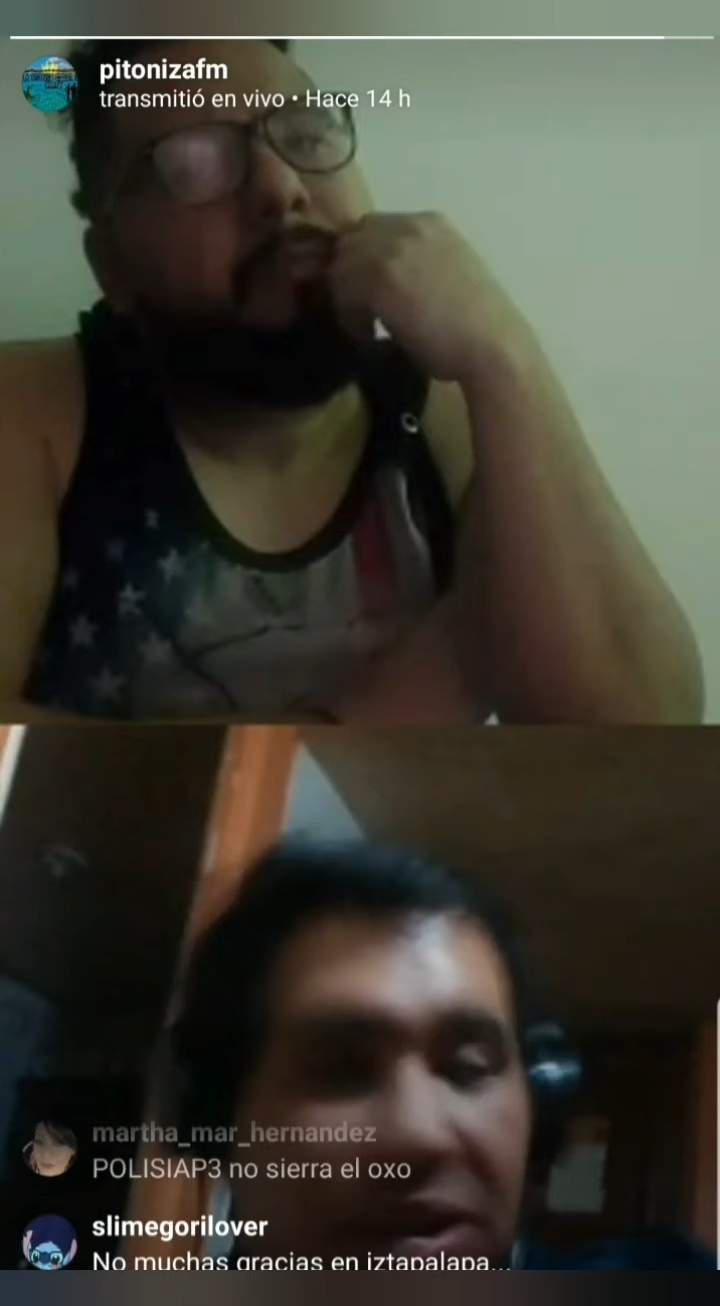 pitonizafm
transmitió en vivo • Hace 14 h
martha_mar_hernandez
POLISIAP3 no sierra el oxo
slimegorilover
No muchas gracias en iztapalapa...